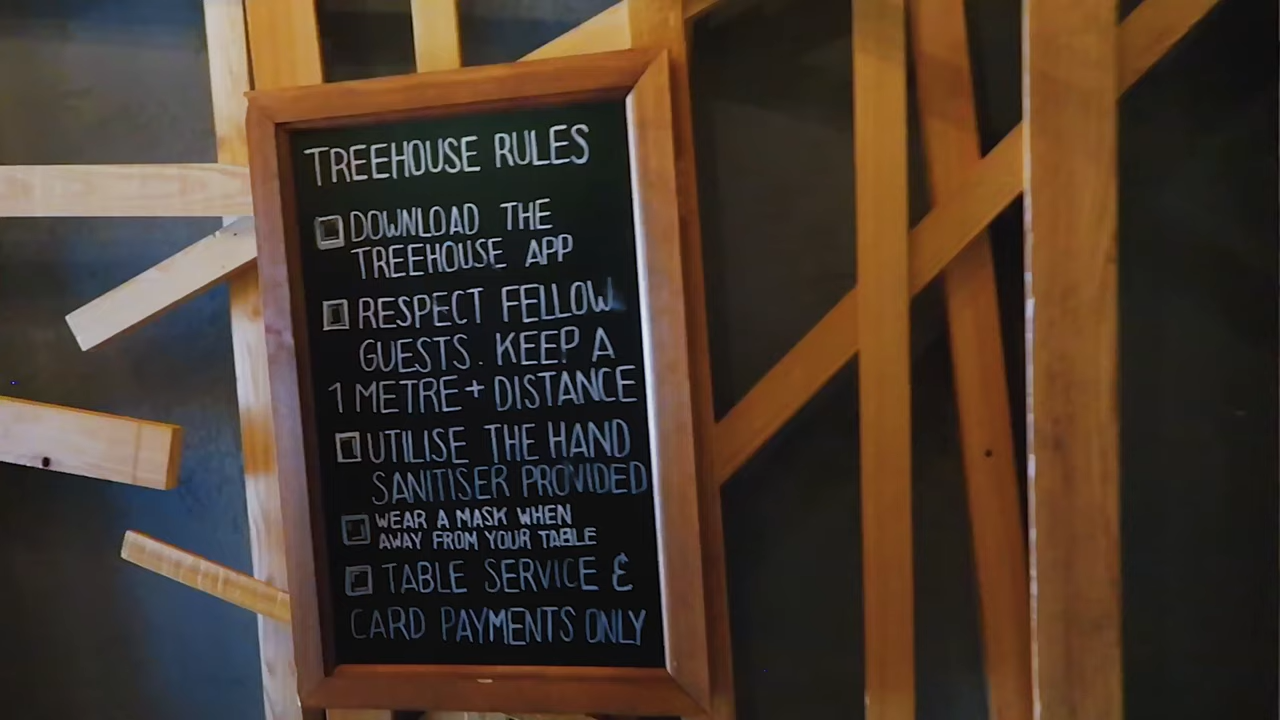 TREEHOUSE RULES
DOWNLOAD THE
TREEHOUSE APP
RESPECT FELLOW
GUESTS. KEEP A
1 METRE+ DISTANCE
UTILISE THE HAND
SANITISER PROVIDED
WEAR A MASK WHEN
AWAY FROM YOUR TABLE
TABLE SERVICE &
CARD PAYMENTS ONLY